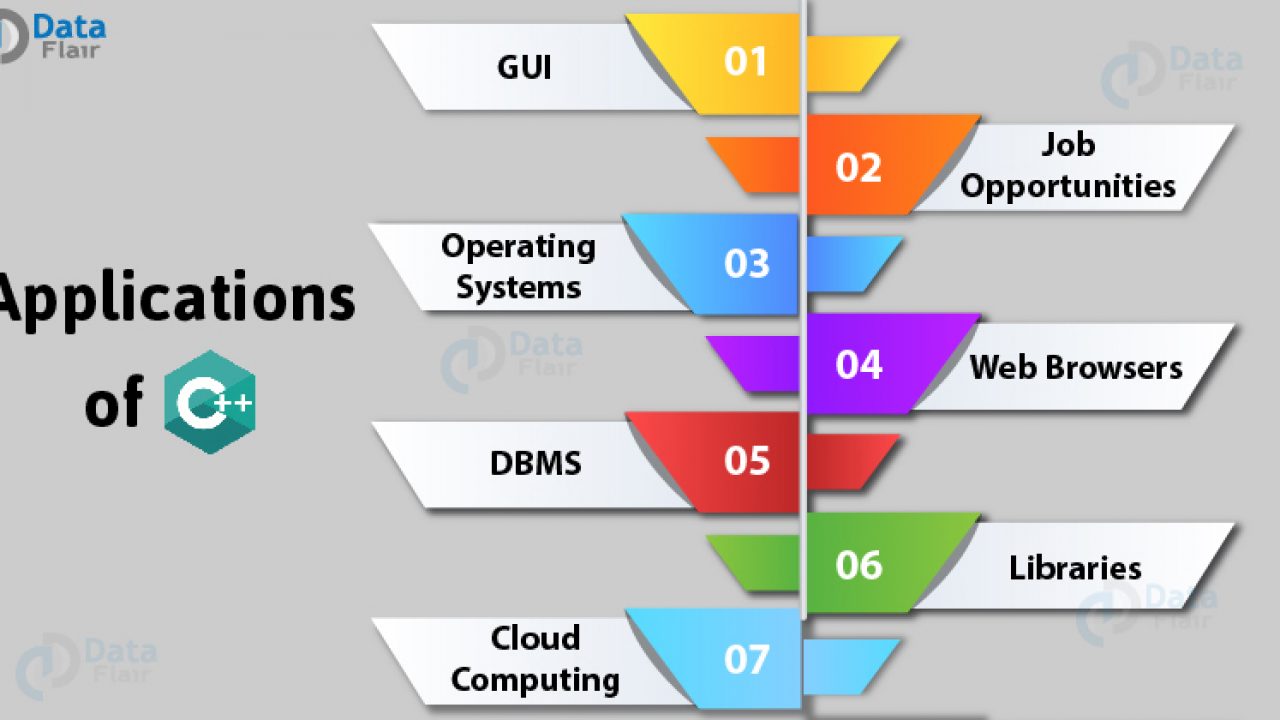 Data
Flair
GUI
01
02
Job
Opportunities
Operating
Systems
03
Applications
of C++
04
Web Browsers
DBMS
05
06
Libraries
Cloud
Computing
07
Data
Flair
Data
Flair
Data
Flair
Data
Flair